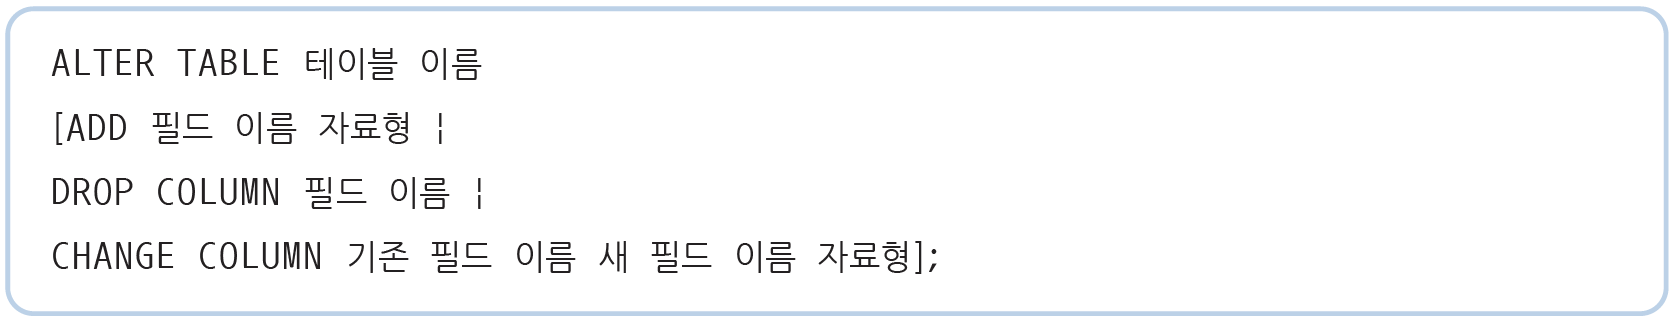 ALTER TABLE 테이블 이름
[ADD 필드 이름 자료형 ¦
DROP COLUMN 필드 이름 ¦
CHANGE COLUMN 기존 필드 이름 새 필드 이름 자료형];